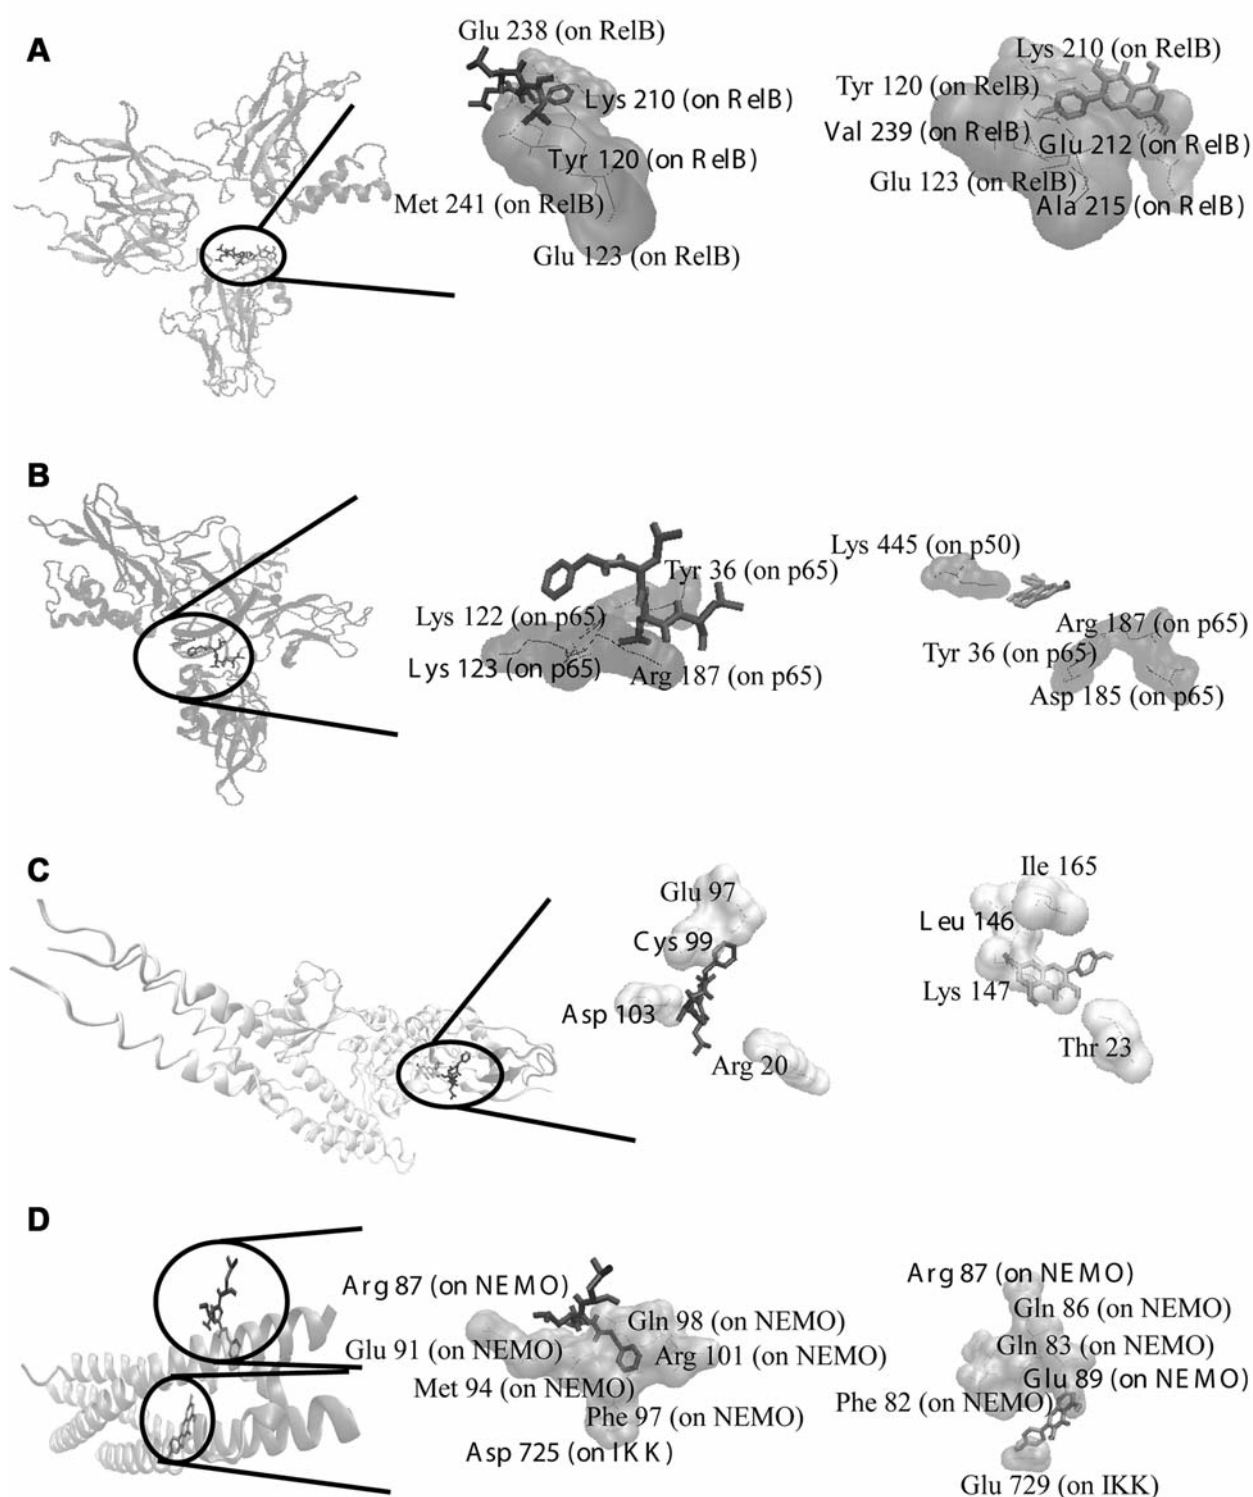 A
Glu 238 (on RelB)
Lys 210 (on RelB)
Tyr 120 (on RelB)
Met 241 (on RelB)
Glu 123 (on RelB)
Lys 210 (on RelB)
Tyr 120 (on RelB)
Val 239 (on RelB)
Glu 212 (on RelB)
Glu 123 (on RelB)
Ala 215 (on RelB)
B
Tyr 36 (on p65)
Lys 122 (on p65)
Lys 123 (on p65)
Arg 187 (on p65)
Lys 445 (on p50)
Arg 187 (on p65)
Tyr 36 (on p65)
Asp 185 (on p65)
C
Glu 97
Cys 99
Asp 103
Arg 20
Ile 165
Leu 146
Lys 147
Thr 23
D
Arg 87 (on NEMO)
Gln 98 (on NEMO)
Glu 91 (on NEMO)
Arg 101 (on NEMO)
Met 94 (on NEMO)
Phe 97 (on NEMO)
Asp 725 (on IKK)
Arg 87 (on NEMO)
Gln 86 (on NEMO)
Gln 83 (on NEMO)
Glu 89 (on NEMO)
Phe 82 (on NEMO)
Glu 729 (on IKK)